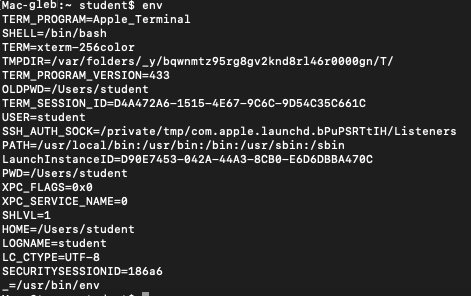 Mac-gleb:~ student$ env
TERM_PROGRAM=Apple_Terminal
SHELL=/bin/bash
TERM=xterm-256color
TMPDIR=/var/folders/_y/bqwnmtz95rg8gv2knd8rl46r0000gn/T/
TERM_PROGRAM_VERSION=433
OLDPWD=/Users/student
TERM_SESSION_ID=D4A472A6-1515-4E67-9C6C-9D54C35C661C
USER=student
SSH_AUTH_SOCK=/private/tmp/com.apple.launchd.bPuPSRTtIH/Listeners
PATH=/usr/local/bin:/usr/bin:/bin:/usr/sbin:/sbin
LaunchInstanceID=D90E7453-042A-44A3-8CB0-E6D6DBBA470C
PWD=/Users/student
XPC_FLAGS=0x0
XPC_SERVICE_NAME=0
SHLVL=1
HOME=/Users/student
LOGNAME=student
LC_CTYPE=UTF-8
SECURITYSESSIONID=186a6
_=/usr/bin/env